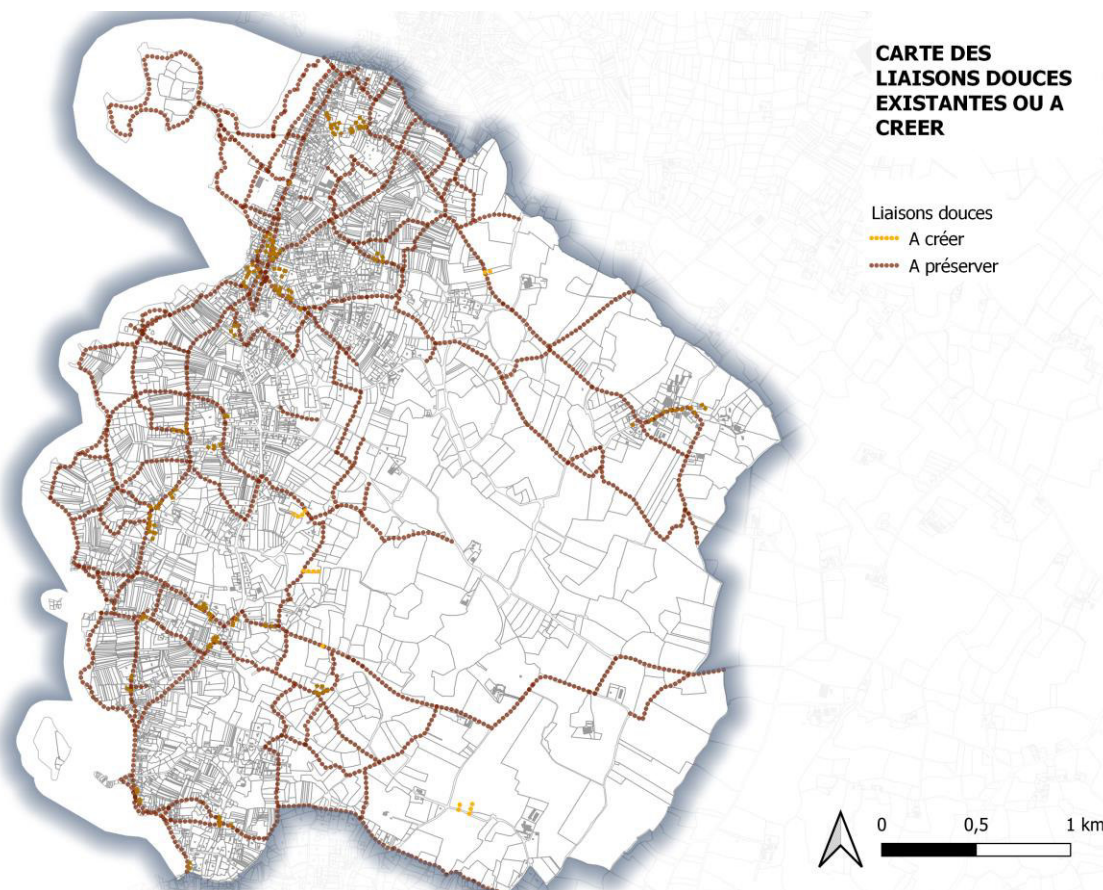 CARTE DES
LIAISONS DOUCES
EXISTANTES OU A
CREER
Liaisons douces
A créer
A préserver
0 0,5 1 km